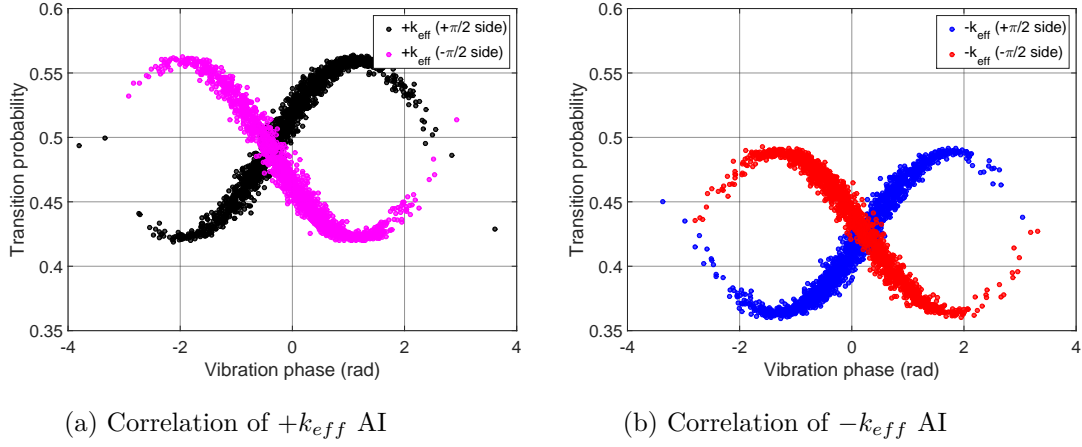 0.6
+k_eff (+π/2 side)
+k_eff (-π/2 side)
0.55
0.5
0.45
0.4
0.35
Transition probability
-4 -2 0 2 4
Vibration phase (rad)
(a) Correlation of +k_eff AI
0.6
-k_eff (+π/2 side)
-k_eff (-π/2 side)
0.55
0.5
0.45
0.4
0.35
Transition probability
-4 -2 0 2 4
Vibration phase (rad)
(b) Correlation of −k_eff AI